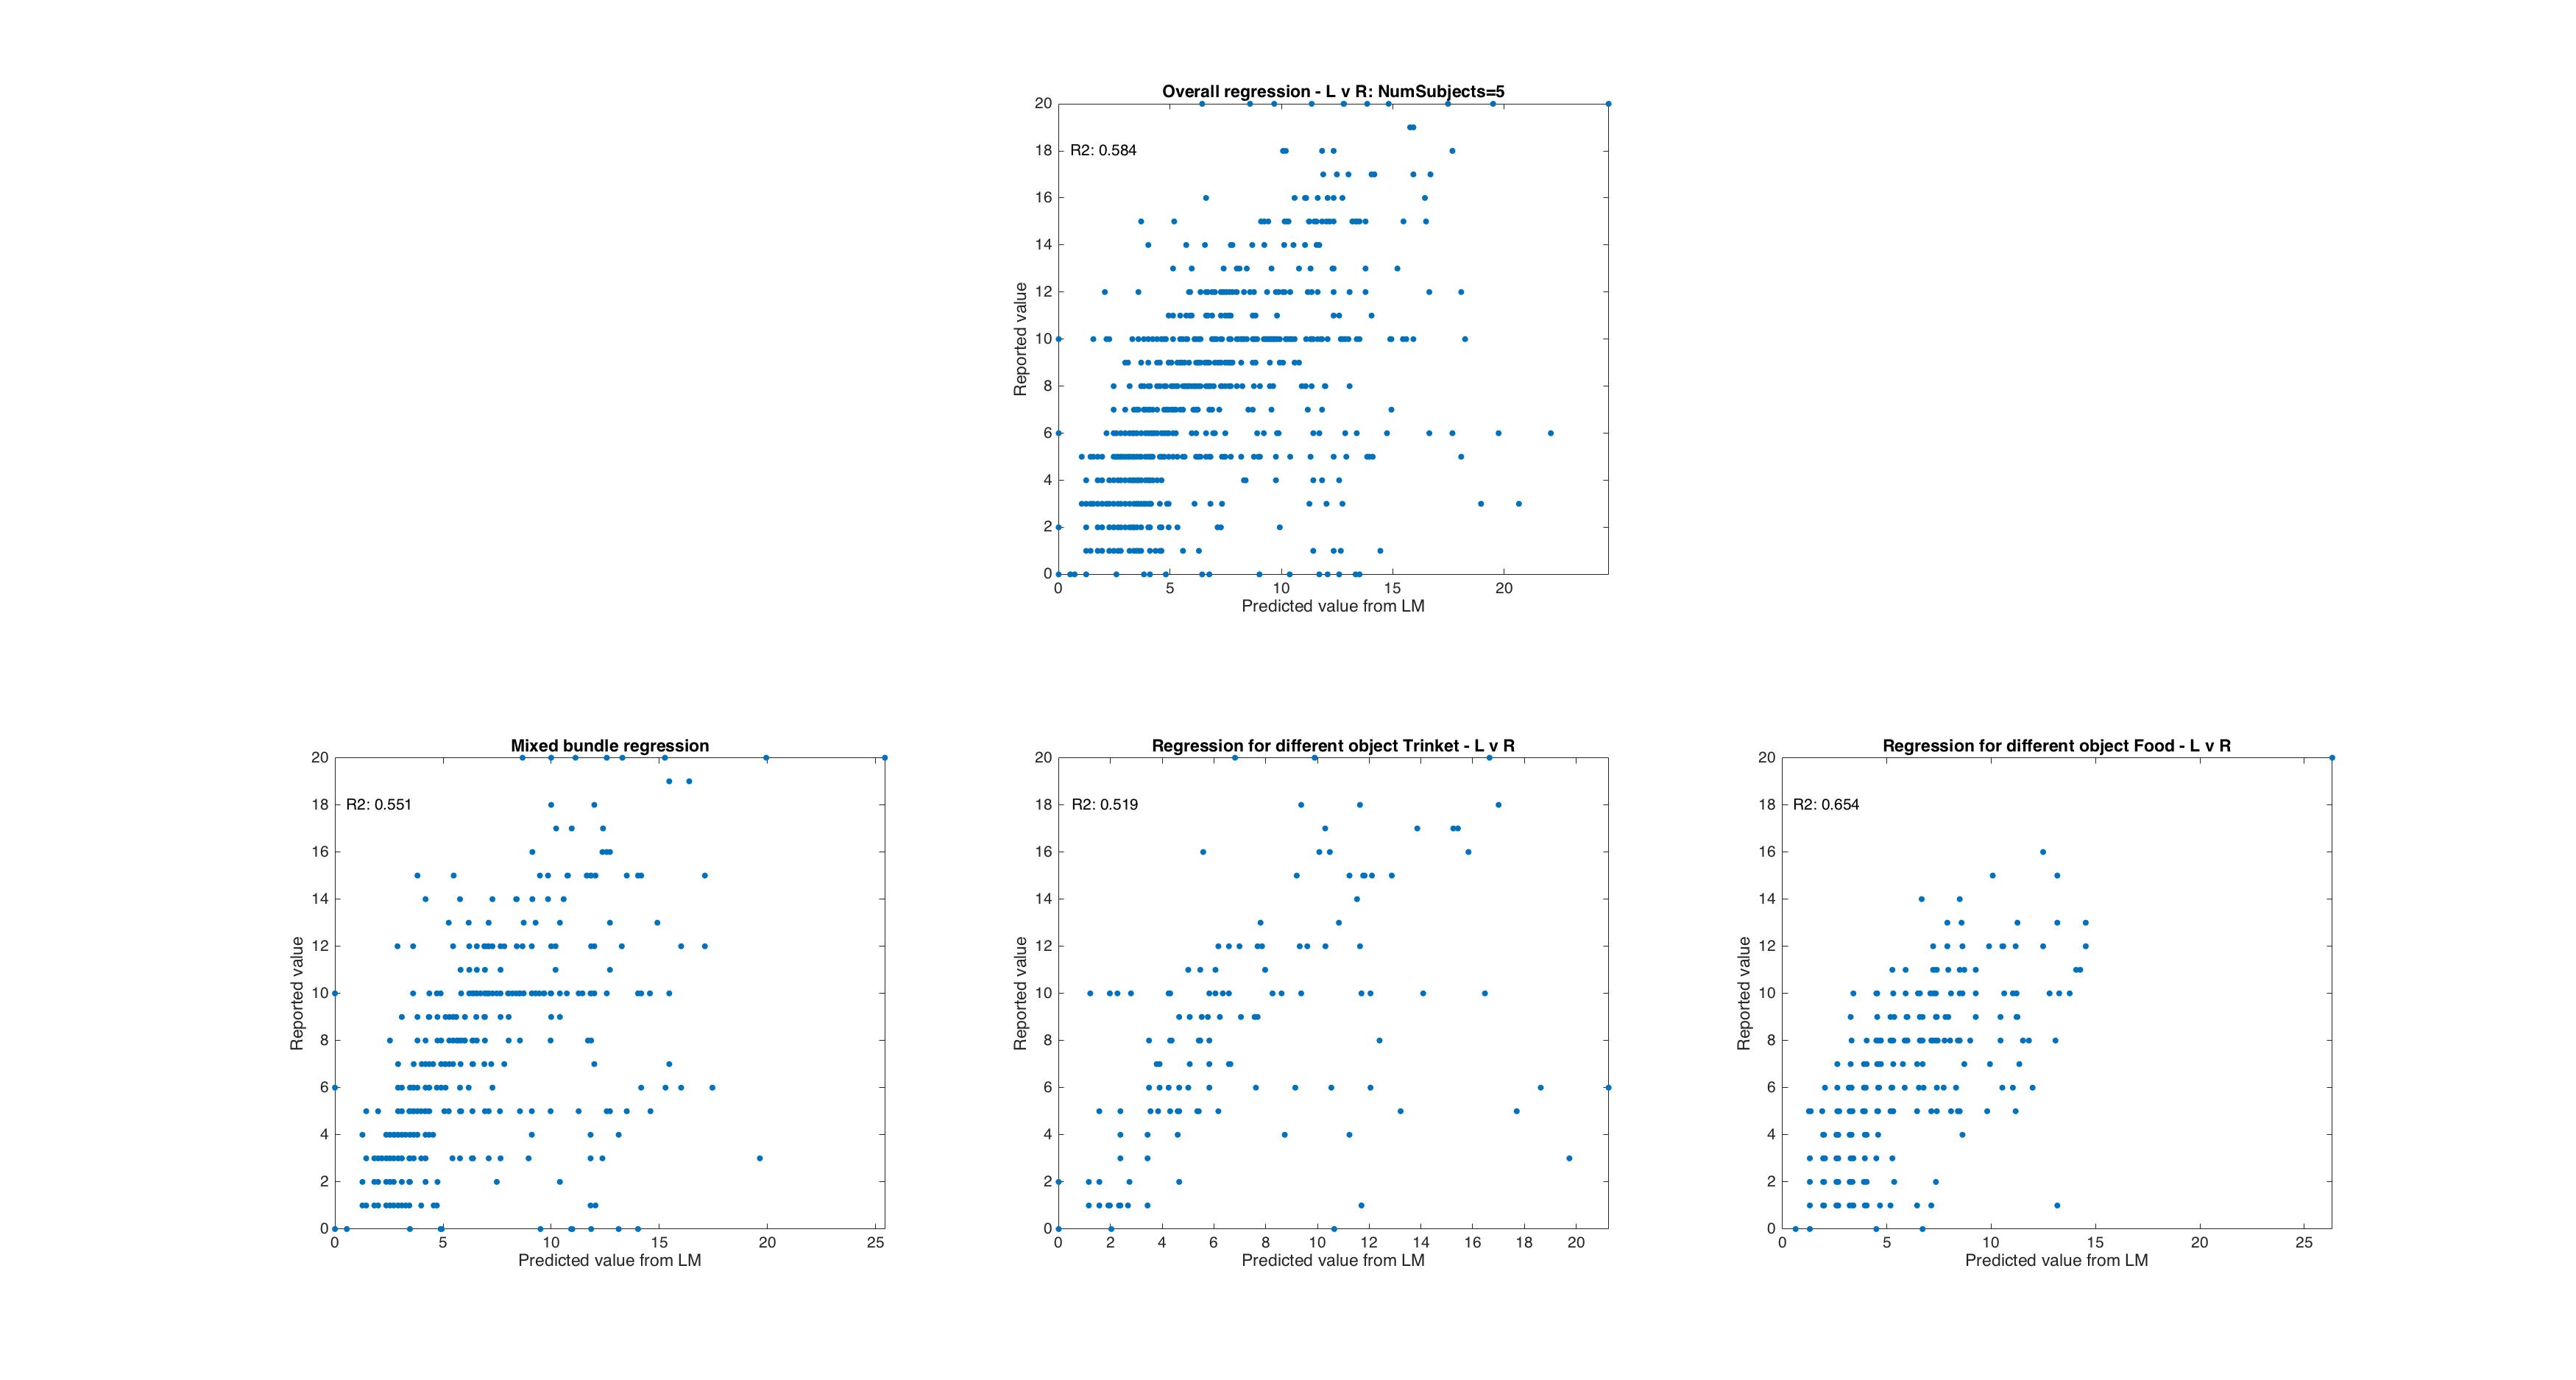 Overall regression - L v R: NumSubjects=5
20
18
16
14
12
10
8
6
4
2
0
R2: 0.584
Reported value
0 5 10 15 20
Predicted value from LM
Mixed bundle regression
20
18
16
14
12
10
8
6
4
2
0
R2: 0.551
Reported value
0 5 10 15 20 25
Predicted value from LM
Regression for different object Trinket - L v R
20
18
16
14
12
10
8
6
4
2
0
R2: 0.519
Reported value
0 2 4 6 8 10 12 14 16 18 20
Predicted value from LM
Regression for different object Food - L v R
20
18
16
14
12
10
8
6
4
2
0
R2: 0.654
Reported value
0 5 10 15 20 25
Predicted value from LM